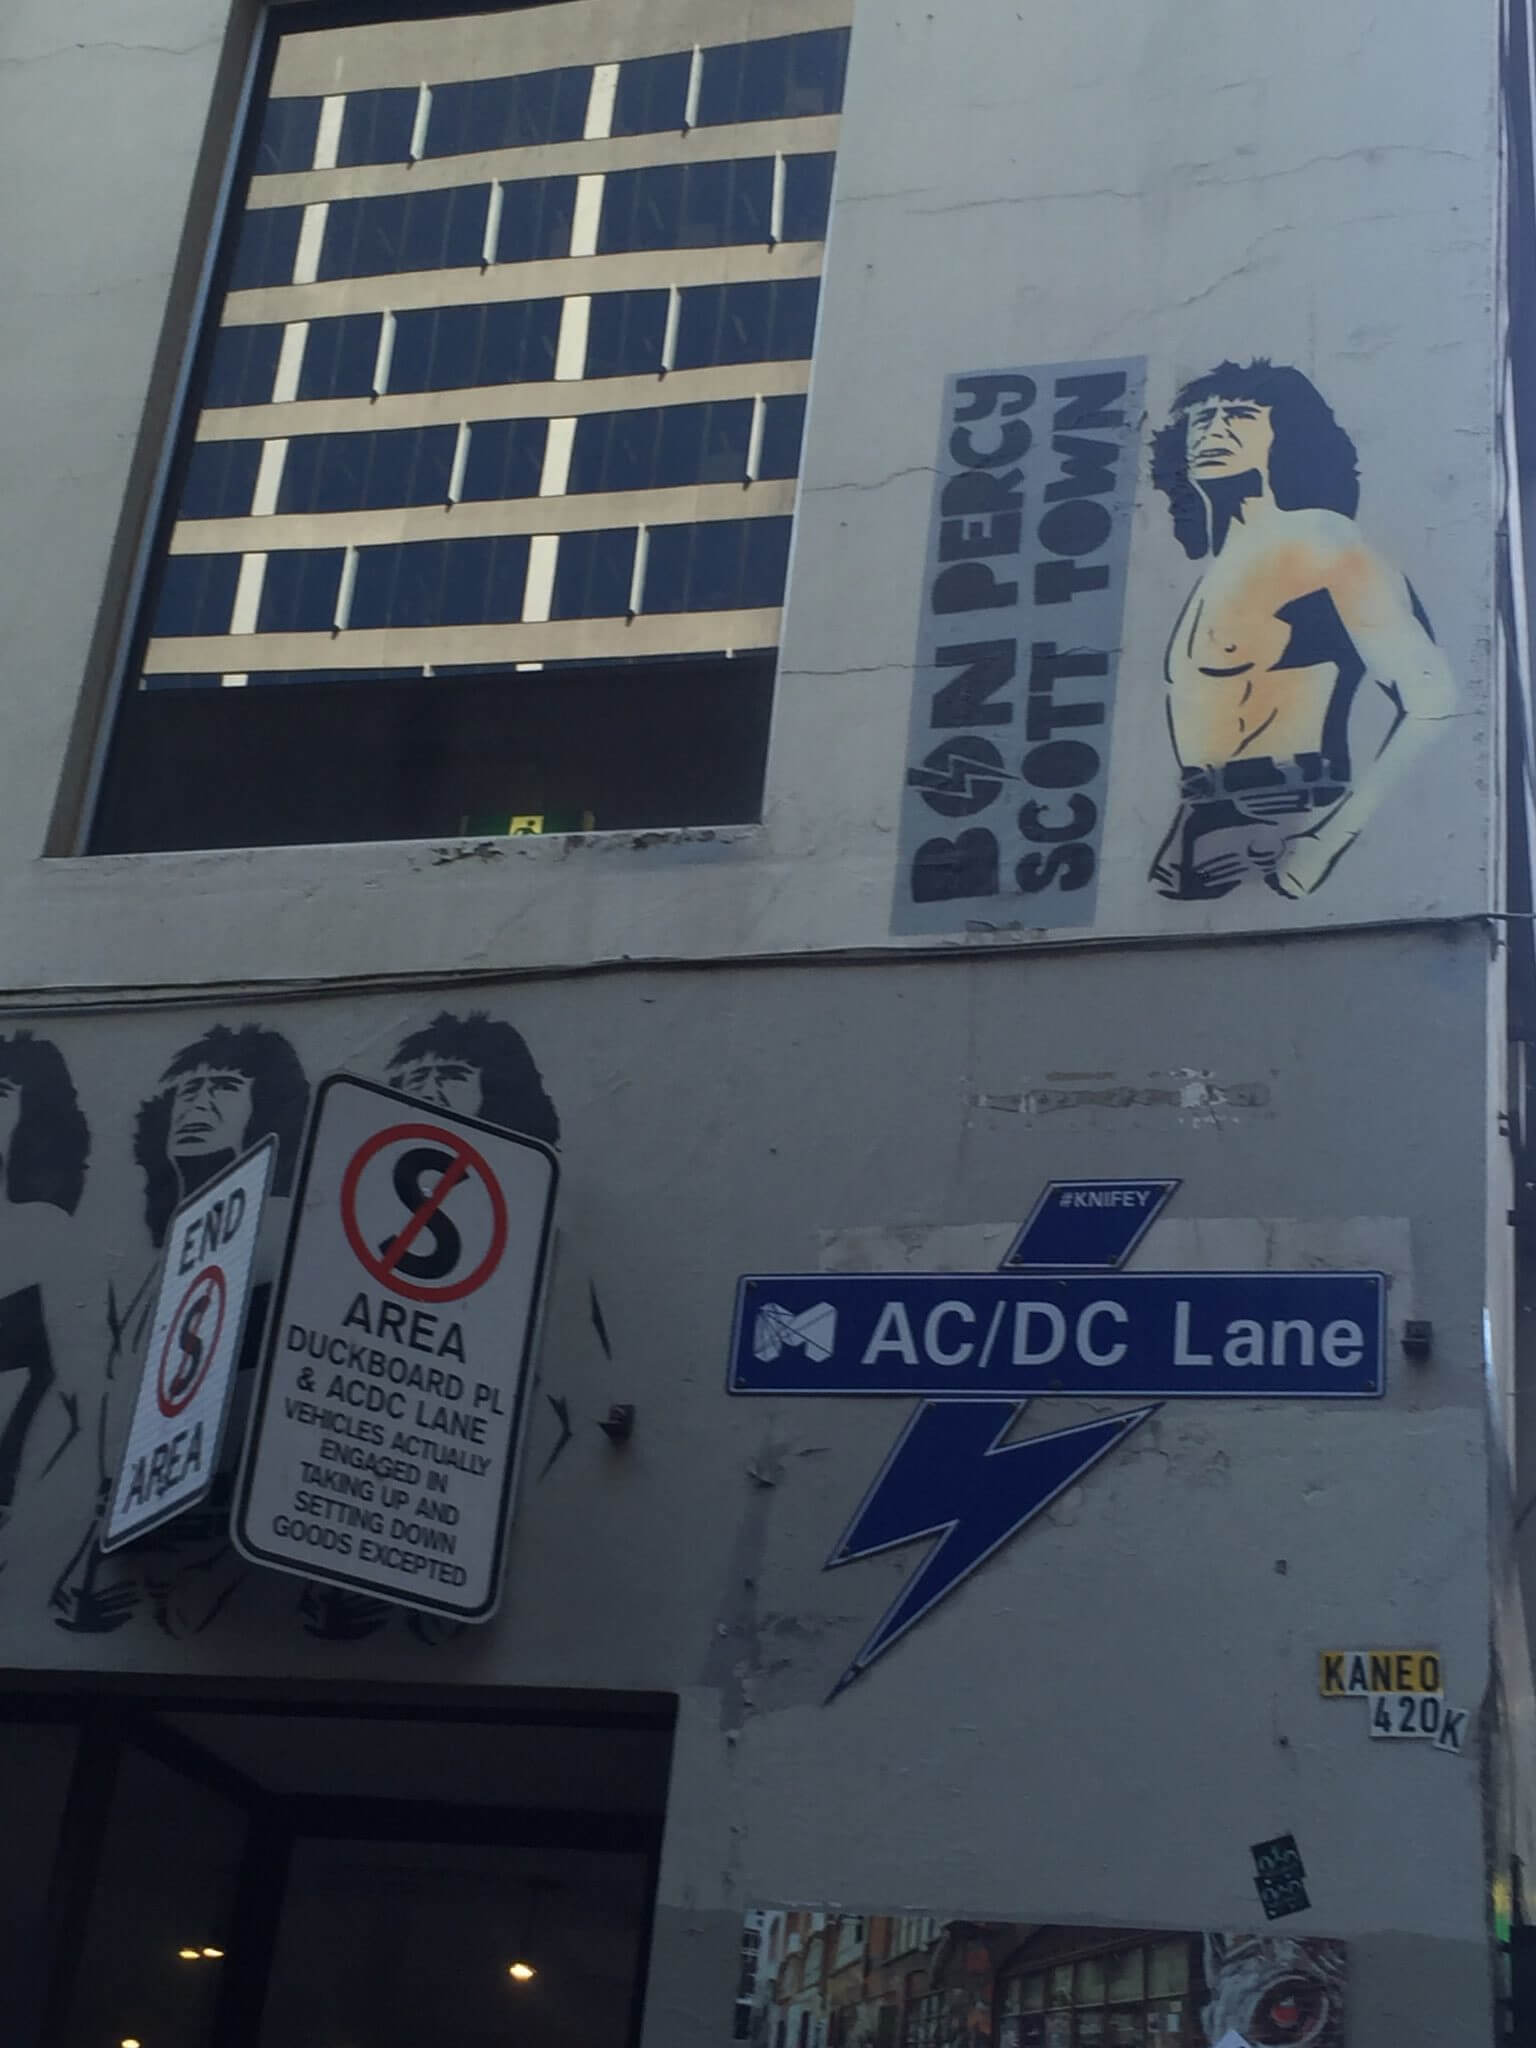 BON PERCY
SCOTT TOWN
END
S
AREA
S
AREA
DUCKBOARD PL
& ACDC LANE
VEHICLES ACTUALLY
ENGAGED IN
TAKING UP AND
SETTING DOWN
GOODS EXCEPTED
#KNIFEY
M AC/DC Lane
KANEO
420K